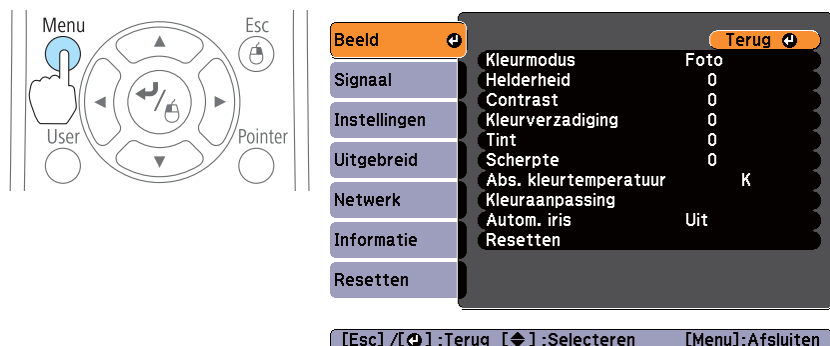 Menu
Esc
User
Pointer
Beeld
Signaal
Instellingen
Uitgebreid
Netwerk
Informatie
Resetten
Terug
Kleurmodus Foto
Helderheid 0
Contrast 0
Kleurverzadiging 0
Tint 0
Scherpte 0
Abs. kleurtemperatuur K
Kleuraanpassing
Autom. iris Uit
Resetten
[Esc] /[⏎] :Terug [◆] :Selecteren [Menu]:Afsluiten